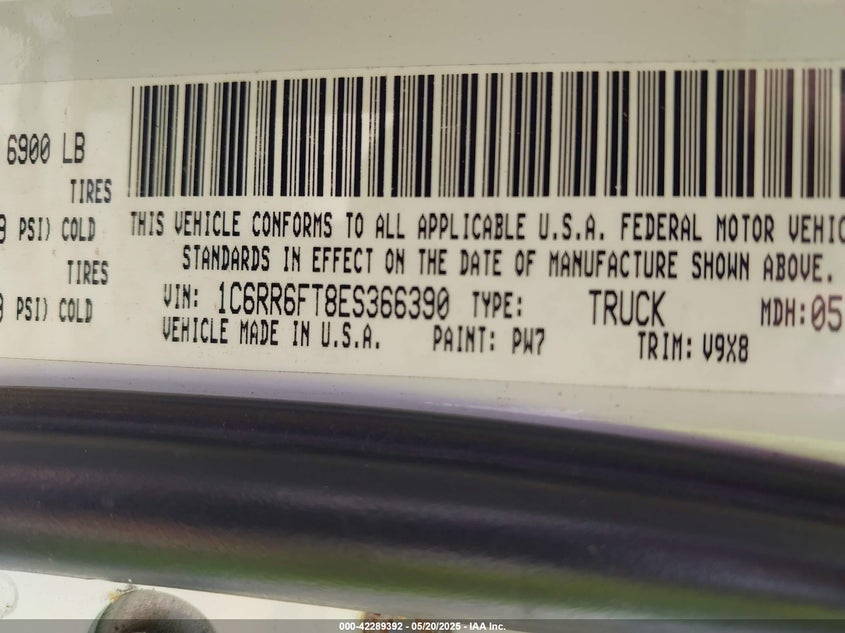 6900 LB
TIRES
PSI) COLD
TIRES
PSI) COLD
THIS VEHICLE CONFORMS TO ALL APPLICABLE U.S.A. FEDERAL MOTOR VEHIC
STANDARDS IN EFFECT ON THE DATE OF MANUFACTURE SHOWN ABOVE.
VIN: 1C6RR6FT8ES366390 TYPE: TRUCK MDH: 05
VEHICLE MADE IN U.S.A. PAINT: PW7 TRIM: V9X8
000-42289392 - 05/20/2025 - IAA Inc.